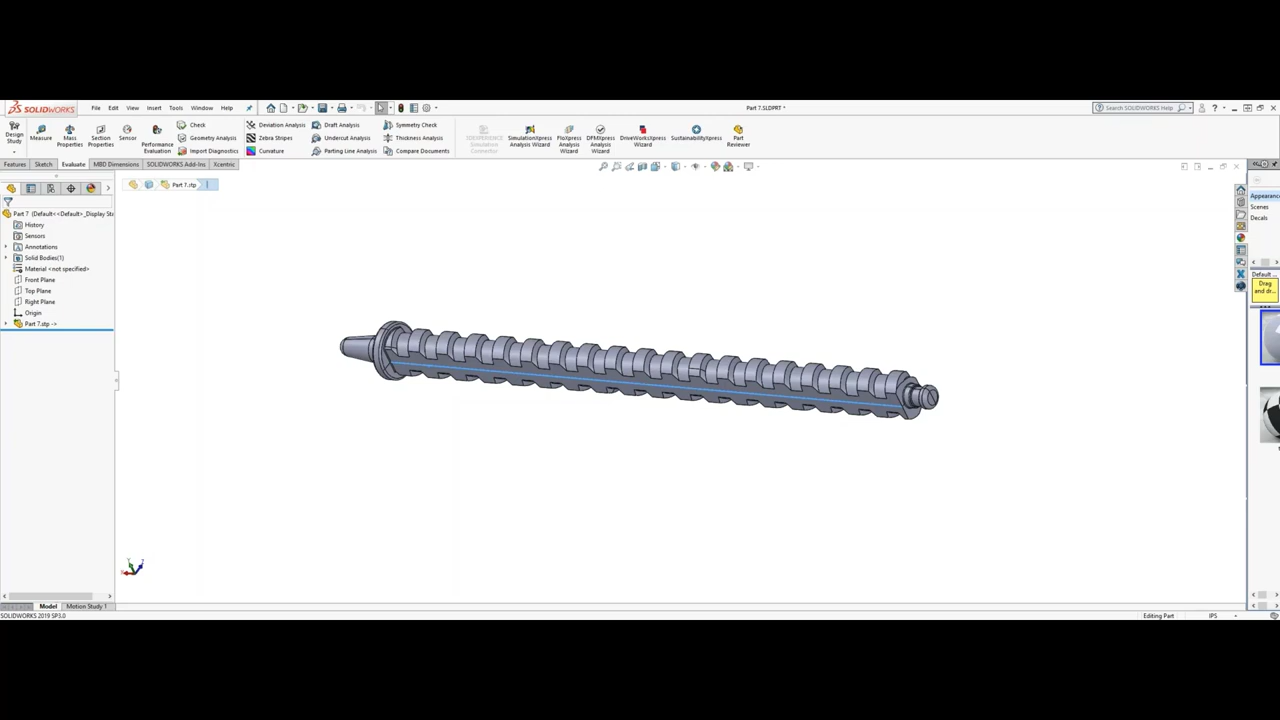 SOLIDWORKS File Edit View Insert Tools Window Help Part 7.SLDPRT * Search SOLIDWORKS Help
Design Study
Measure
Mass Properties
Section Properties
Sensor
Performance Evaluation
Check
Geometry Analysis
Import Diagnostics
Deviation Analysis
Zebra Stripes
Curvature
Draft Analysis
Undercut Analysis
Parting Line Analysis
Symmetry Check
Thickness Analysis
Compare Documents
SimulationXpress Analysis Wizard
FloXpress Analysis Wizard
DFMXpress Analysis Wizard
DriveWorksXpress Wizard
SustainabilityXpress
Part Reviewer
Features Sketch Evaluate MBD Dimensions SOLIDWORKS Add-Ins Xcentric
Part 7.stp
Part 7 (Default<<Default>_Display Sta
History
Sensors
Annotations
Solid Bodies(1)
Material <not specified>
Front Plane
Top Plane
Right Plane
Origin
Part 7.stp ->
Appearanc
Scenes
Decals
Default ...
Drag
and dr...
Model Motion Study 1
SOLIDWORKS 2019 SP3.0 Editing Part IPS